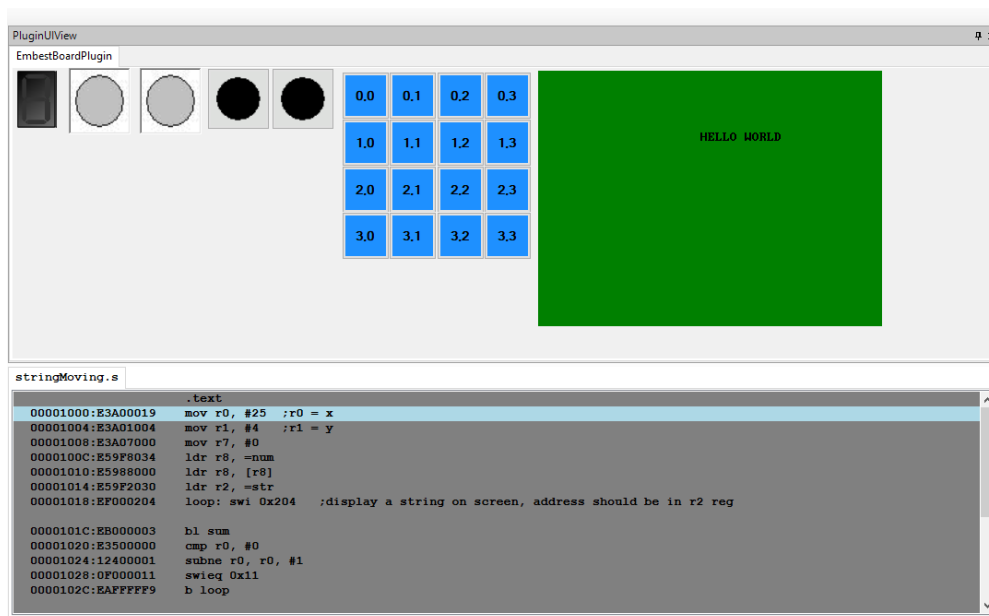 PluginUIView
EmbestBoardPlugin
0,0 0,1 0,2 0,3
1,0 1,1 1,2 1,3
2,0 2,1 2,2 2,3
3,0 3,1 3,2 3,3
HELLO WORLD
stringMoving.s
.text
00001000:E3A00019 mov r0, #25 ;r0 = x
00001004:E3A01004 mov r1, #4 ;r1 = y
00001008:E3A07000 mov r7, #0
0000100C:E59F8034 ldr r8, =num
00001010:E5988000 ldr r8, [r8]
00001014:E59F2030 ldr r2, =str
00001018:EF000204 loop: swi 0x204 ;display a string on screen, address should be in r2 reg
0000101C:EB000003 bl sum
00001020:E3500000 cmp r0, #0
00001024:12400001 subne r0, r0, #1
00001028:0F000011 swieq 0x11
0000102C:EAFFFFF9 b loop